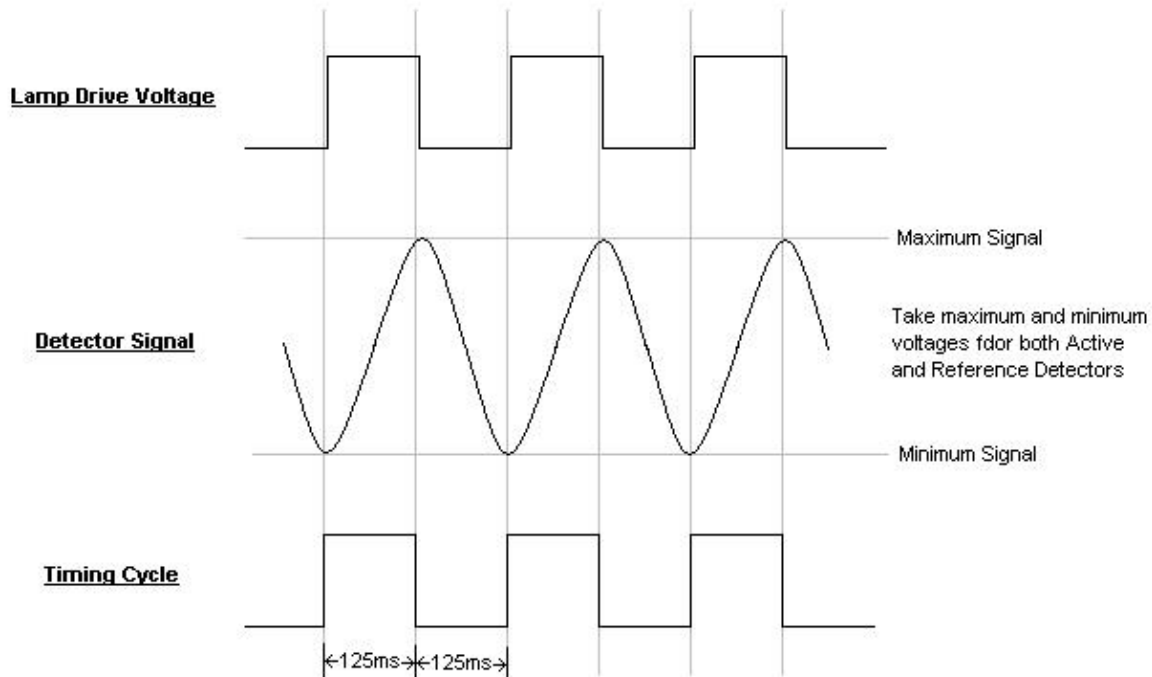 Lamp Drive Voltage
Maximum Signal
Detector Signal
Take maximum and minimum
voltages fdor both Active
and Reference Detectors
Minimum Signal
Timing Cycle
125ms
125ms